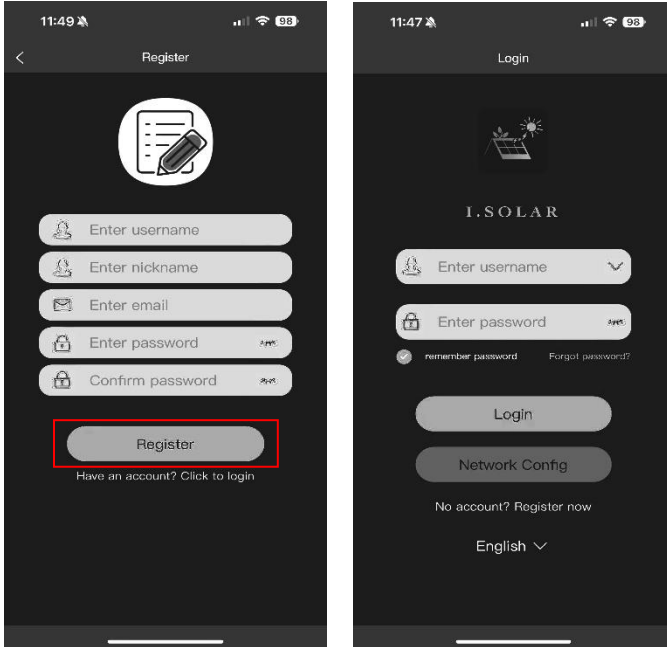 11:49
98
Register
Enter username
Enter nickname
Enter email
Enter password
Confirm password
Register
Have an account? Click to login
11:47
98
Login
I.SOLAR
Enter username
Enter password
remember password Forgot password?
Login
Network Config
No account? Register now
English